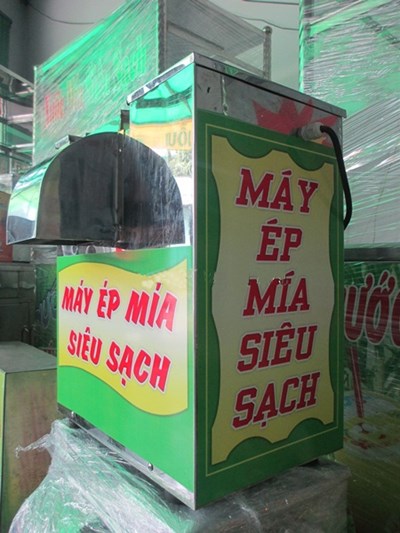 MÁY ÉP MÍA
SIÊU SẠCH
MÁY
ÉP
MÍA
SIÊU
SẠCH